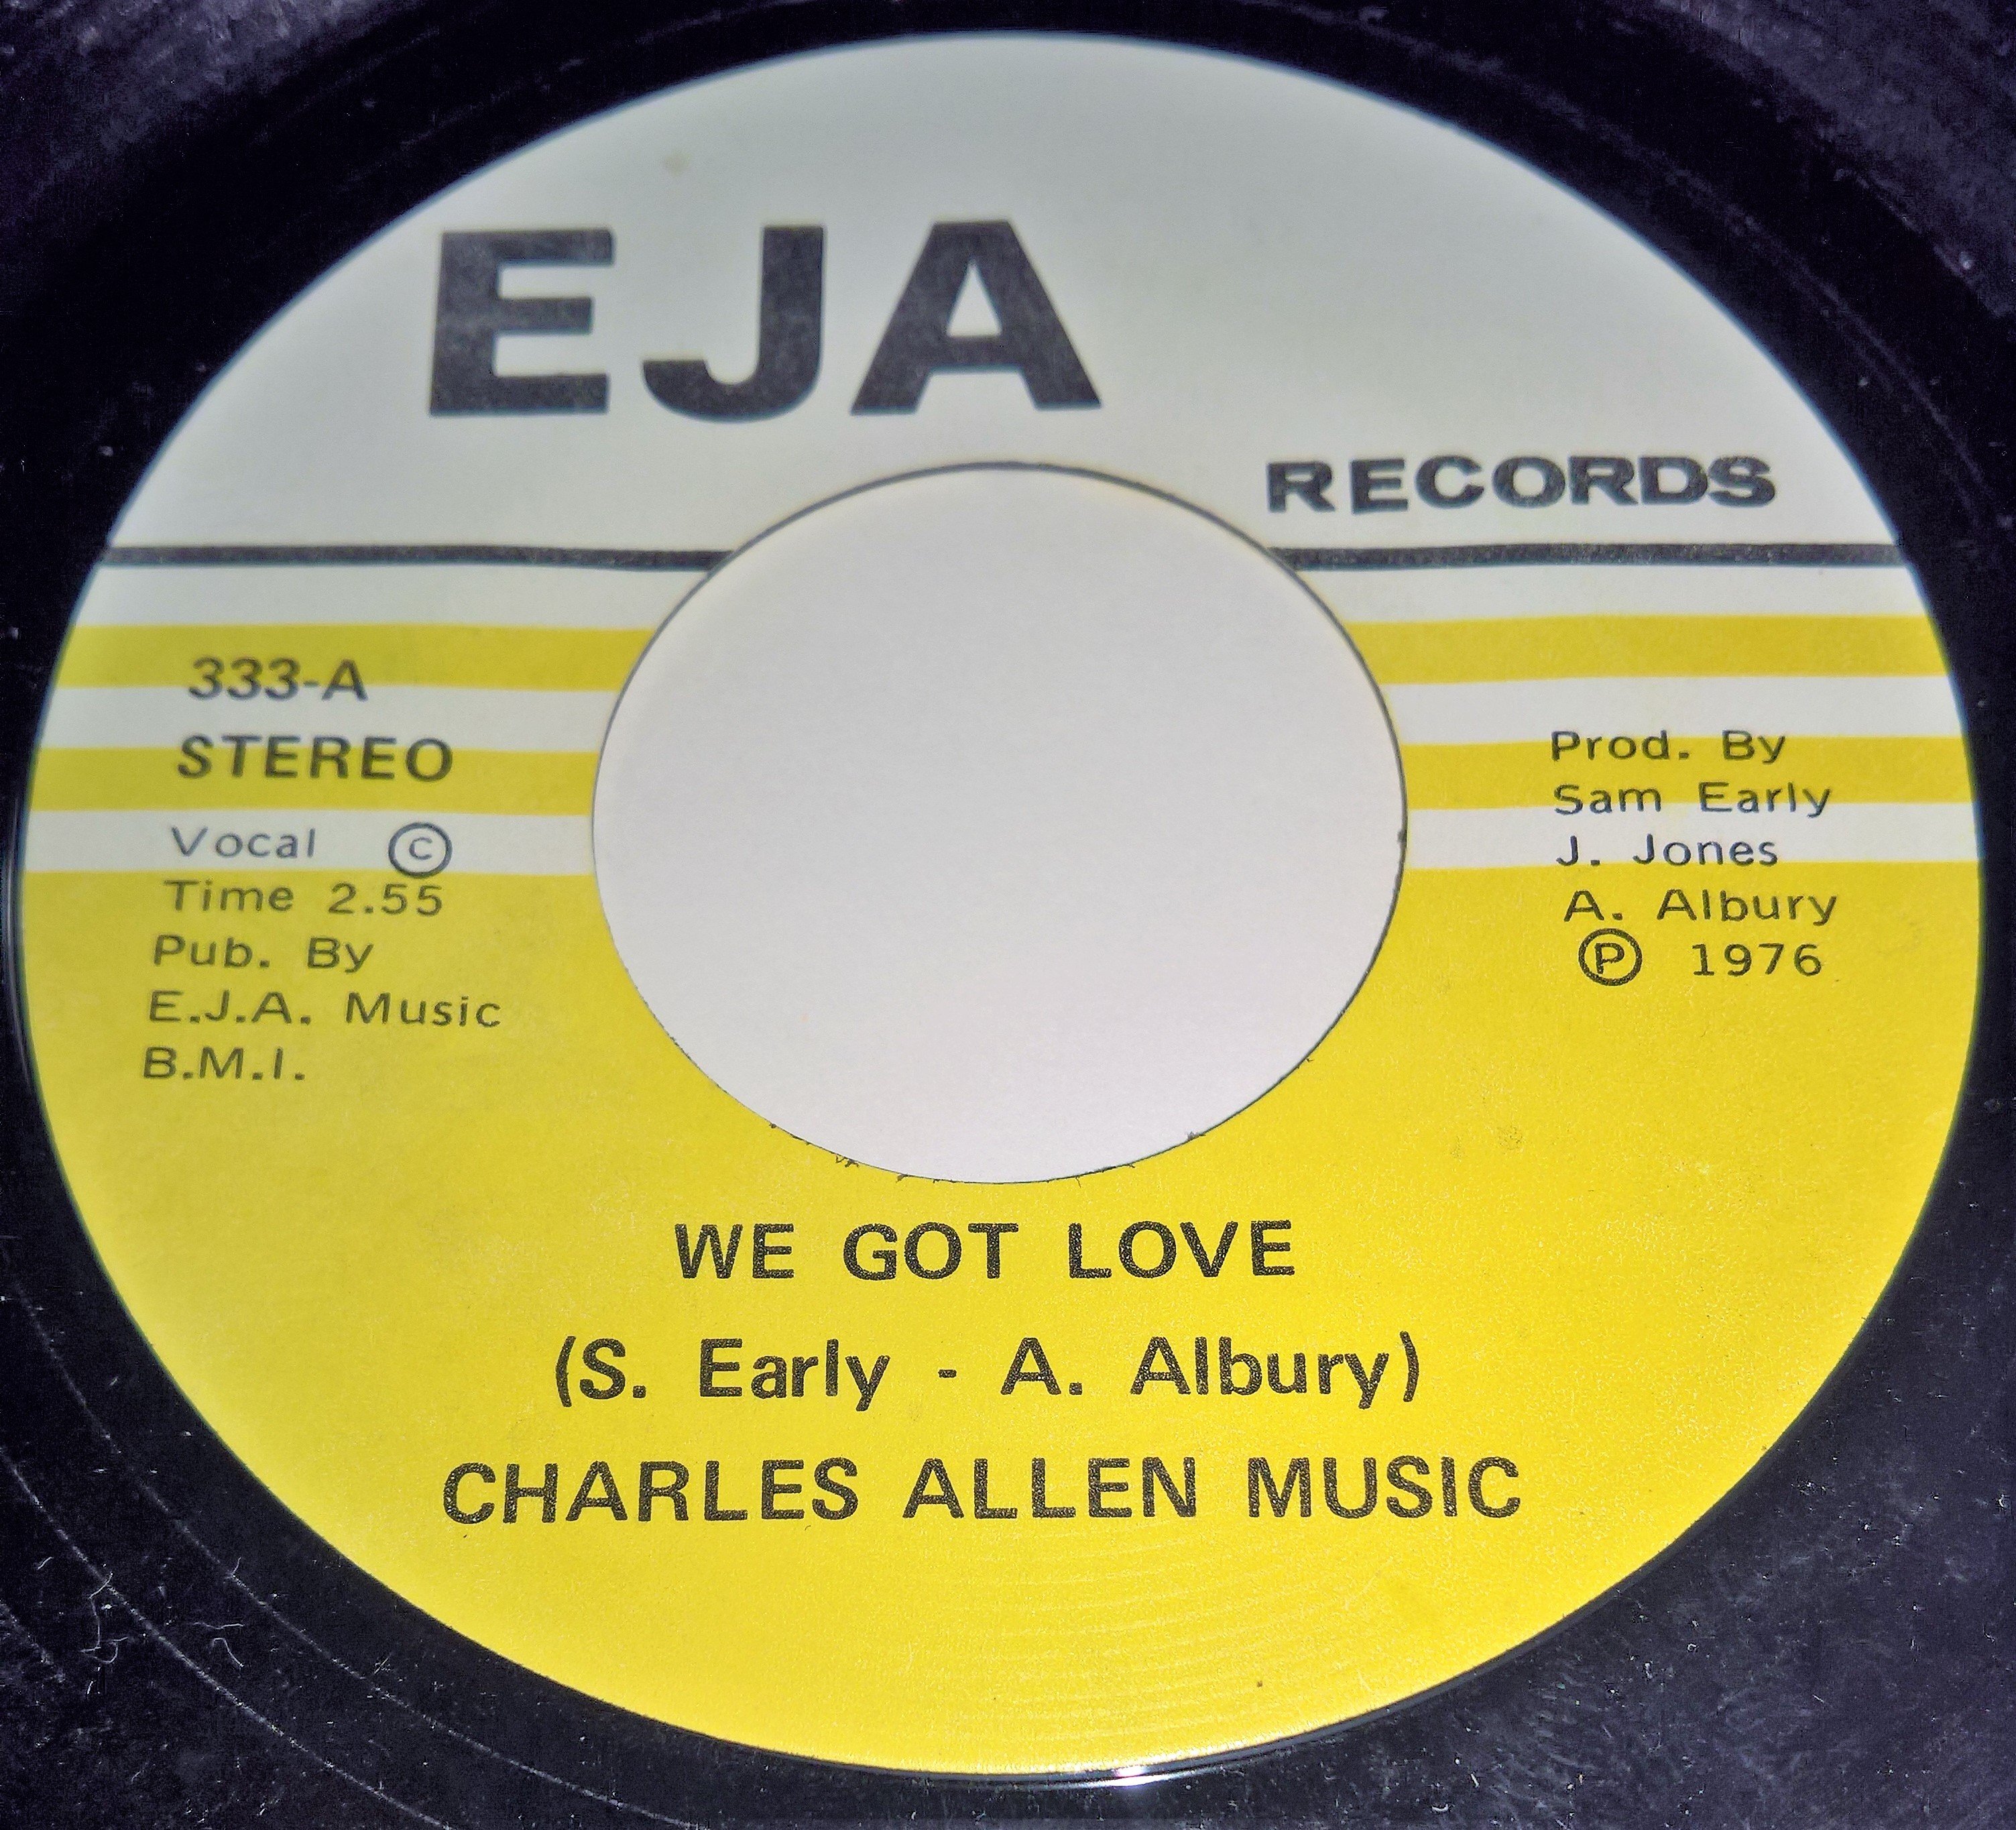 EJA
RECORDS
333-A
STEREO
Vocal ©
Time 2.55
Pub. By
E.J.A. Music
B.M.I.
Prod. By
Sam Early
J. Jones
A. Albury
℗ 1976
WE GOT LOVE
(S. Early - A. Albury)
CHARLES ALLEN MUSIC